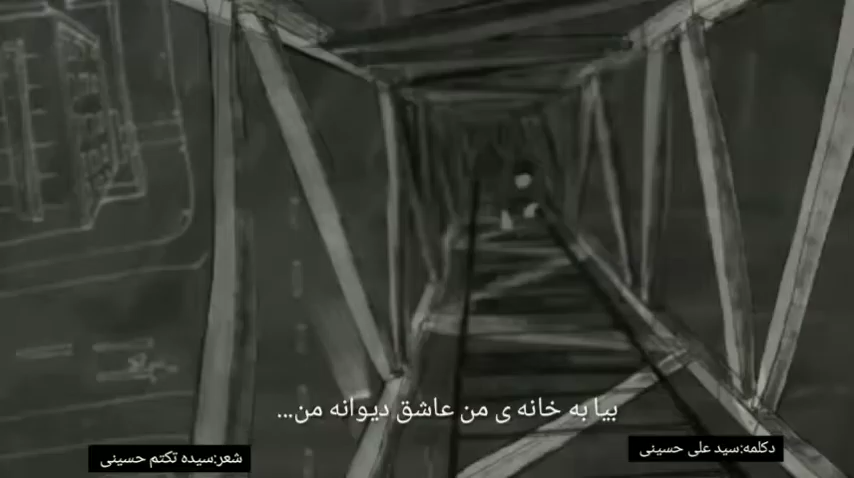 بیا به خانه ی من عاشق دیوانه من...
دکلمه:سید علی حسینی
شعر:سیده تکتم حسینی